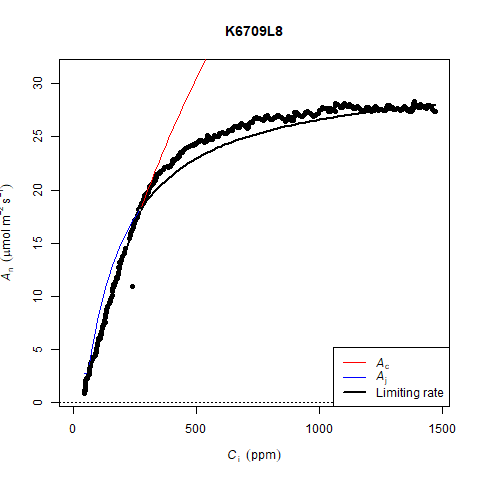 K6709L8
30
25
20
15
10
5
0
An (μmol m−2 s−1)
Ac
Aj
Limiting rate
0 500 1000 1500
Ci (ppm)